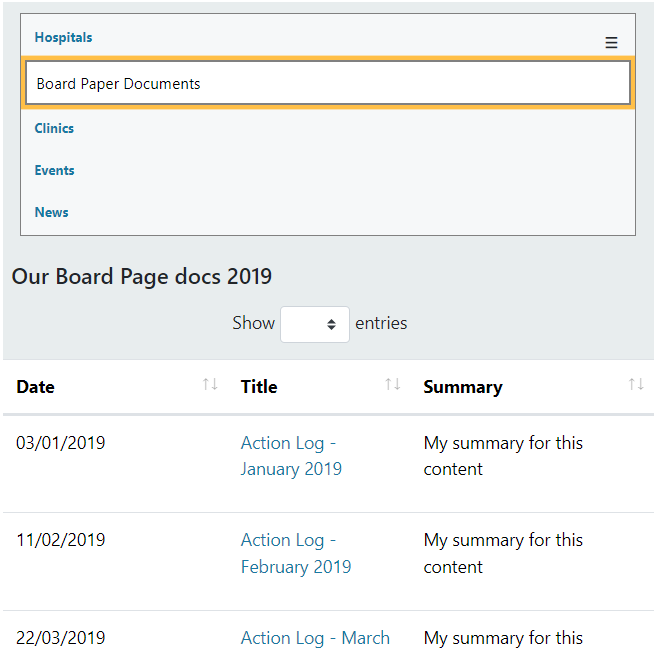 Hospitals
Board Paper Documents
Clinics
Events
News
Our Board Page docs 2019
Show entries
Date Title Summary
03/01/2019 Action Log - My summary for this
January 2019 content
11/02/2019 Action Log - My summary for this
February 2019 content
22/03/2019 Action Log - March My summary for this